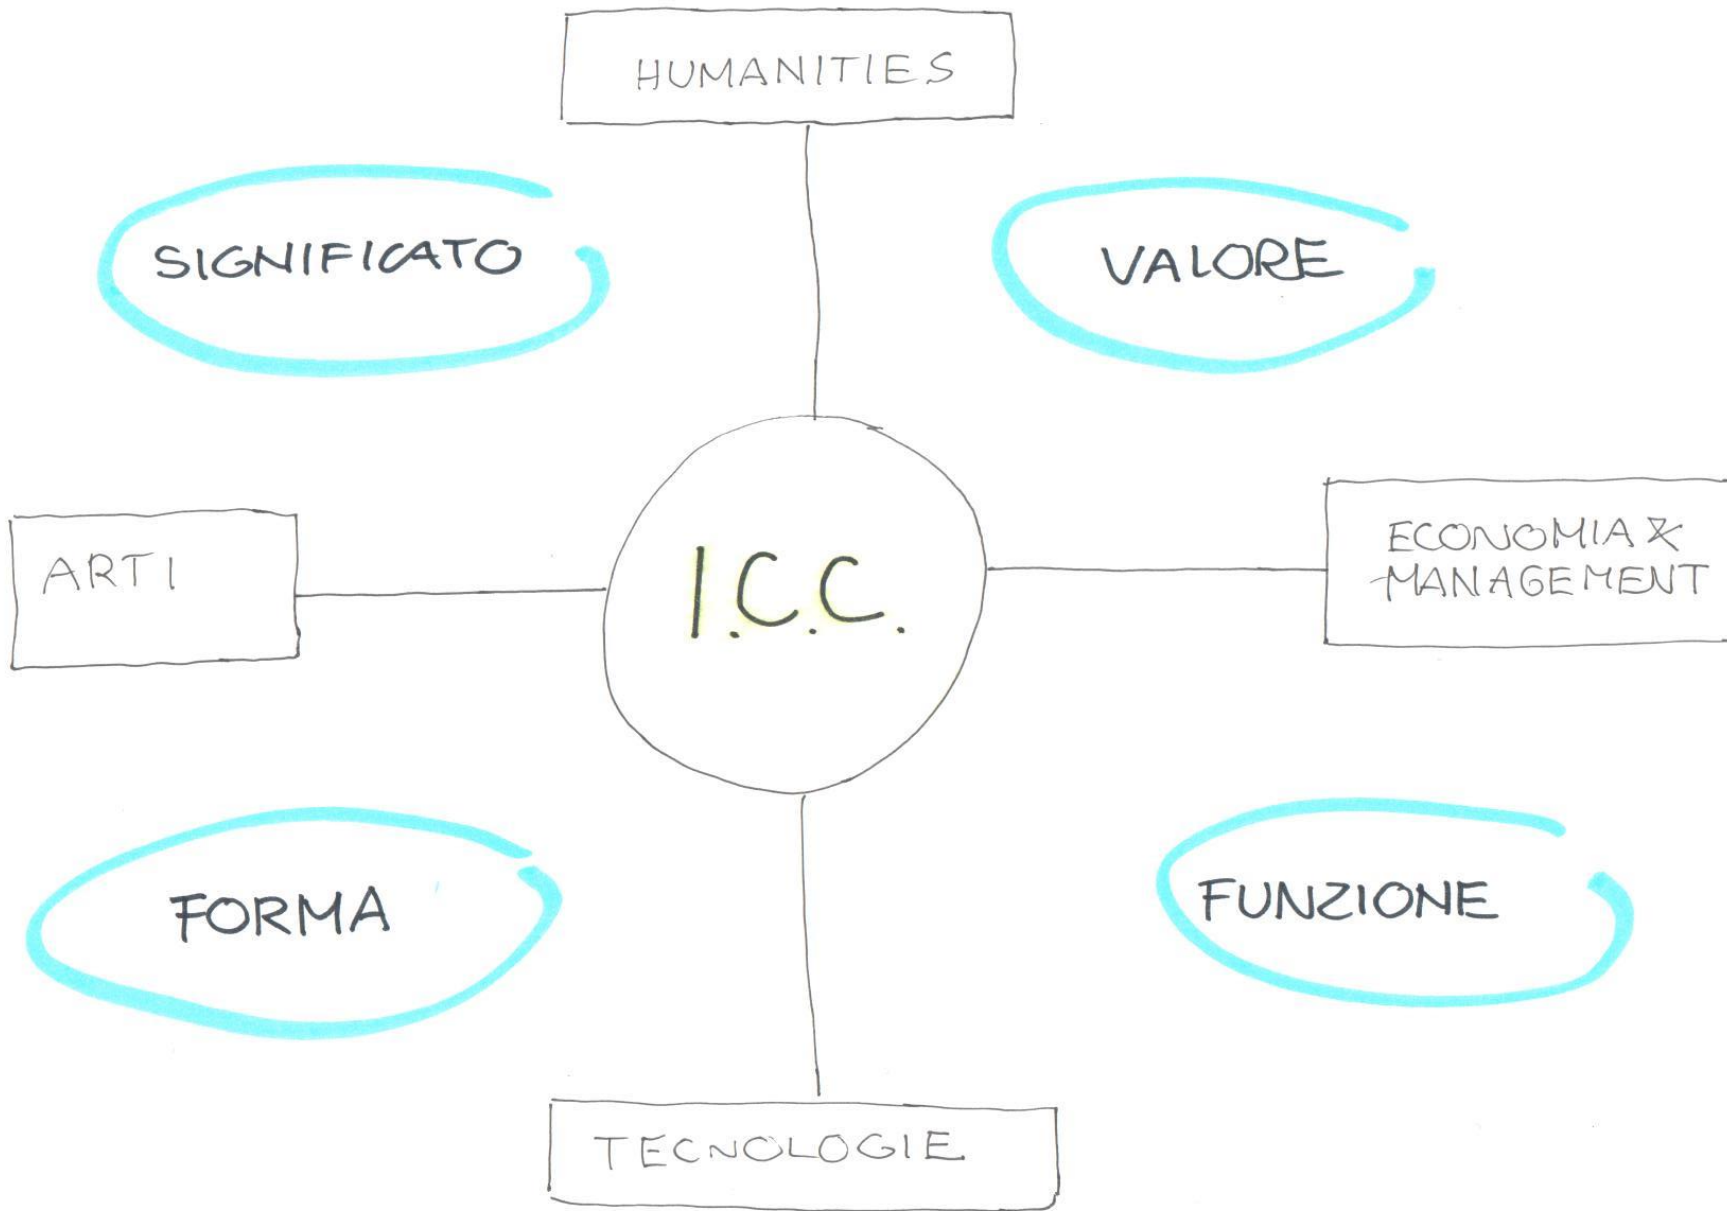 HUMANITIES
SIGNIFICATO
VALORE
ARTI
I.C.C.
ECONOMIA &
MANAGEMENT
FORMA
FUNZIONE
TECNOLOGIE